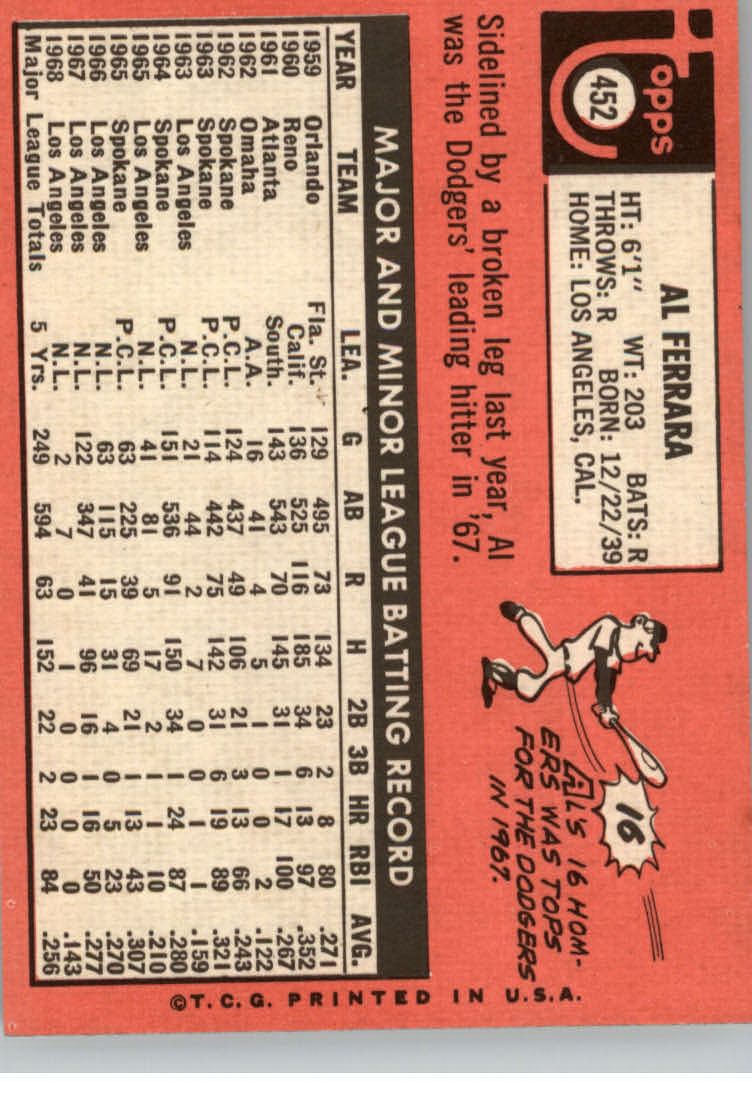 Topps
452
AL FERRARA
HT: 6'1" WT: 203 BATS: R
THROWS: R BORN: 12/22/39
HOME: LOS ANGELES, CAL.
Sidelined by a broken leg last year, Al
was the Dodgers' leading hitter in '67.
16
AL'S 16 HOM-
ERS WAS TOPS
FOR THE DODGERS
IN 1967.
MAJOR AND MINOR LEAGUE BATTING RECORD
YEAR TEAM LEA. G AB R H 2B 3B HR RBI AVG.
1959 Orlando Fla. St. 129 495 73 134 23 2 8 80 .271
1960 Reno Calif. 136 525 116 185 34 6 13 97 .352
1961 Atlanta South. 143 543 70 145 31 1 17 100 .267
1962 Omaha A.A. 16 41 4 5 1 0 0 2 .122
1962 Spokane P.C.L. 124 437 49 106 21 3 13 66 .243
1963 Spokane P.C.L. 114 442 75 142 31 6 19 89 .321
1963 Los Angeles N.L. 21 44 2 7 0 0 1 1 .159
1964 Spokane P.C.L. 151 536 91 150 34 1 24 87 .280
1965 Los Angeles N.L. 41 81 5 17 2 1 1 10 .210
1965 Spokane P.C.L. 63 225 39 69 21 1 13 43 .307
1966 Los Angeles N.L. 63 115 15 31 4 0 5 23 .270
1967 Los Angeles N.L. 122 347 41 96 16 1 16 50 .277
1968 Los Angeles N.L. 2 7 0 1 0 0 0 0 .143
Major League Totals 5 Yrs. 249 594 63 152 22 2 23 84 .256
©T.C.G. PRINTED IN U.S.A.